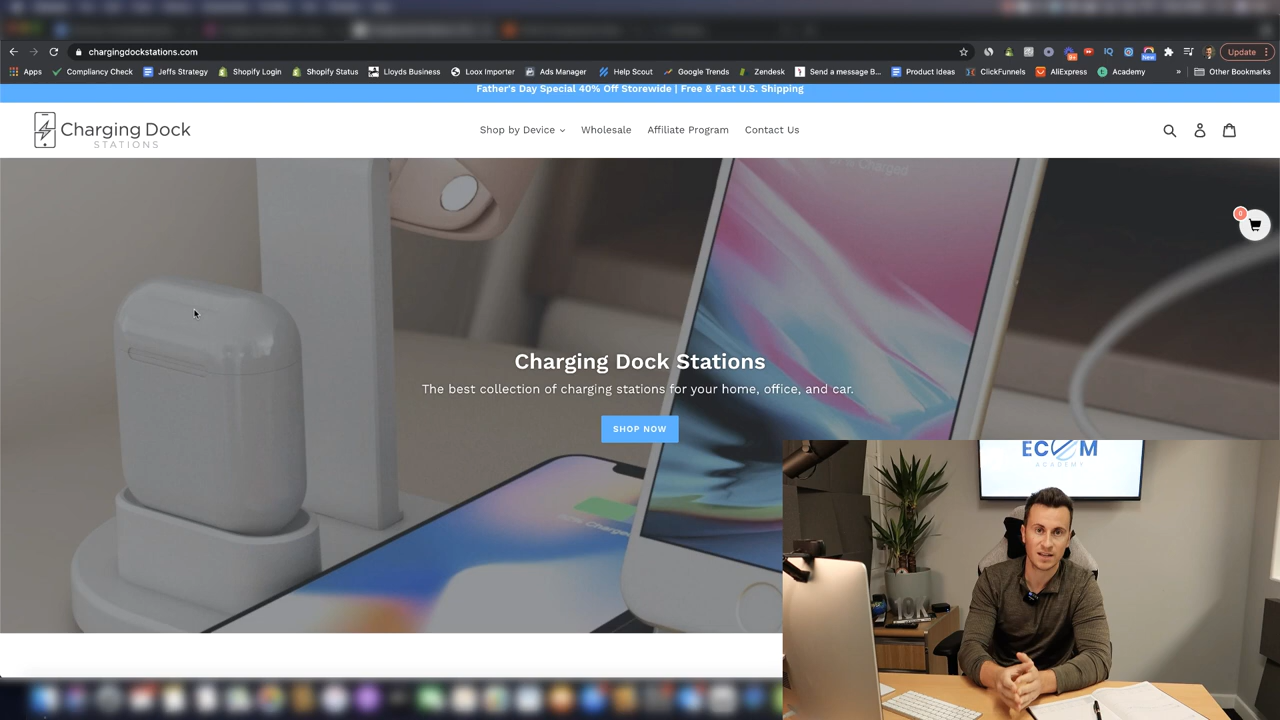 chargingdockstations.com
Update
Apps
Compliancy Check
Jeffs Strategy
Shopify Login
Shopify Status
Lloyds Business
Loox Importer
Ads Manager
Help Scout
Google Trends
Zendesk
Send a message B...
Product Ideas
ClickFunnels
AliExpress
Academy
»
Other Bookmarks
Father's Day Special 40% Off Storewide | Free & Fast U.S. Shipping
Charging Dock
STATIONS
Shop by Device
Wholesale
Affiliate Program
Contact Us
0
Charging Dock Stations
The best collection of charging stations for your home, office, and car.
SHOP NOW
ECOM
ACADEMY
10K